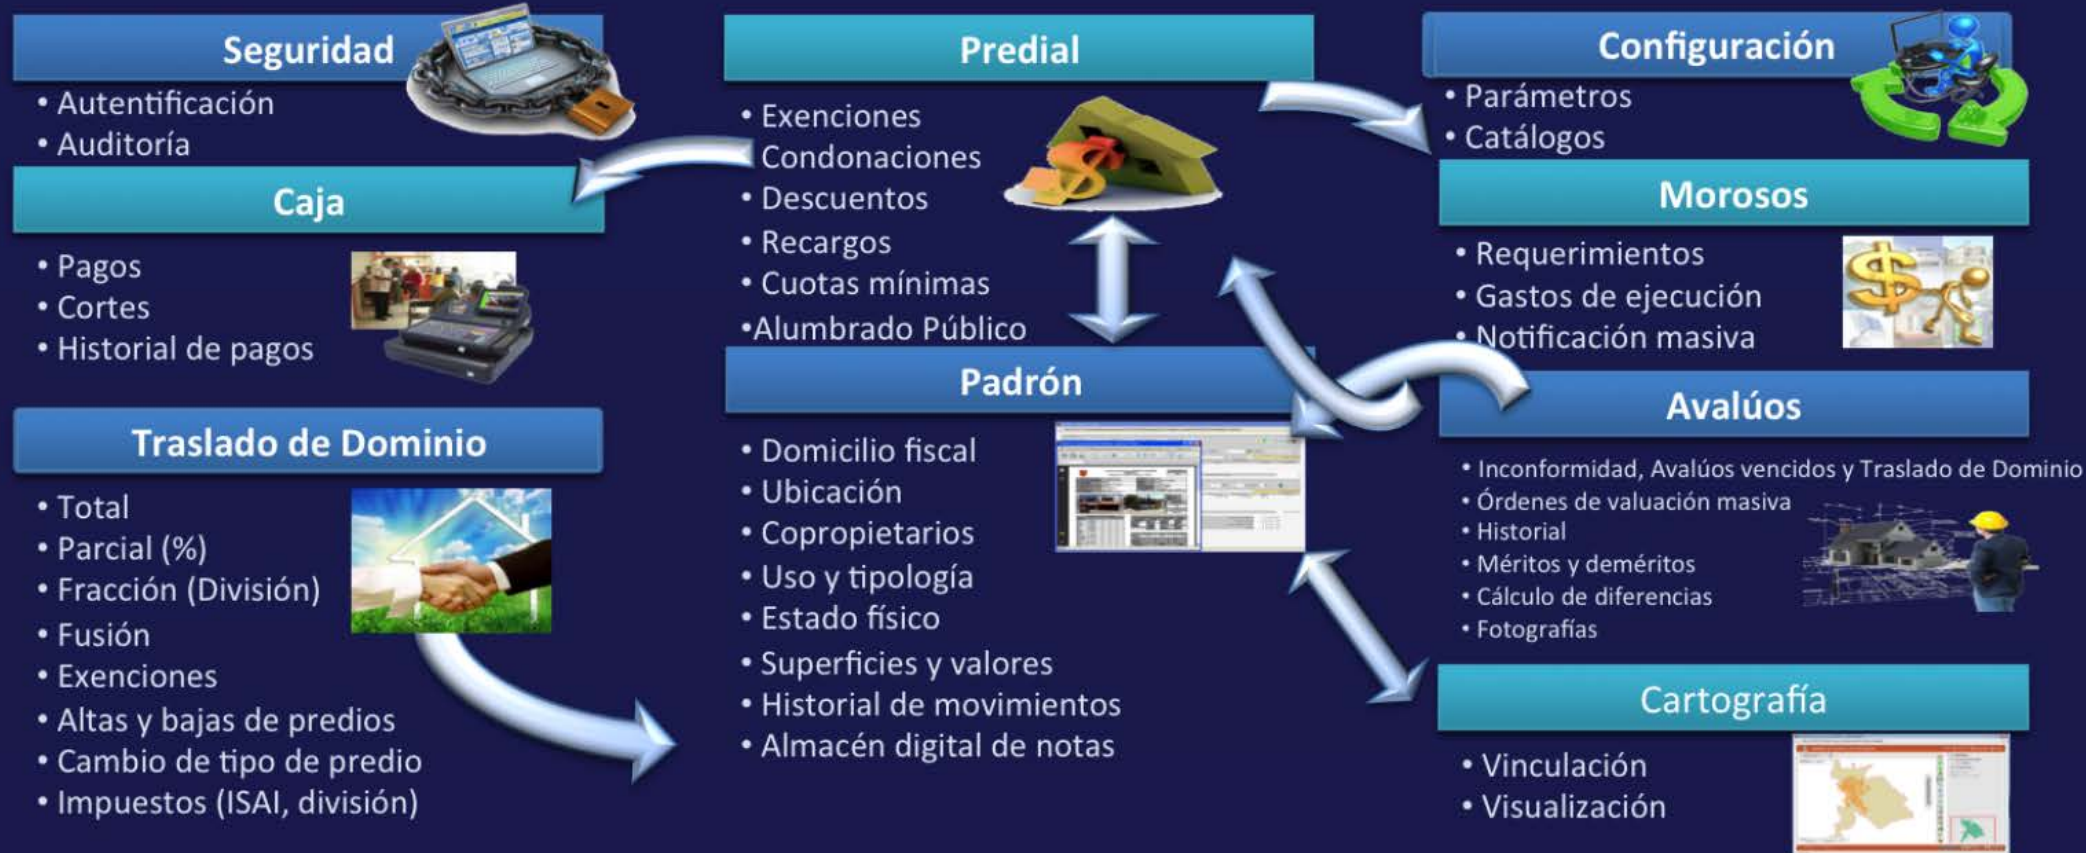 Seguridad
• Autentificación
• Auditoría
Caja
• Pagos
• Cortes
• Historial de pagos
Traslado de Dominio
• Total
• Parcial (%)
• Fracción (División)
• Fusión
• Exenciones
• Altas y bajas de predios
• Cambio de tipo de predio
• Impuestos (ISAI, división)
Predial
• Exenciones
Condonaciones
• Descuentos
• Recargos
• Cuotas mínimas
•Alumbrado Público
Padrón
• Domicilio fiscal
• Ubicación
• Copropietarios
• Uso y tipología
• Estado físico
• Superficies y valores
• Historial de movimientos
• Almacén digital de notas
Configuración
• Parámetros
• Catálogos
Morosos
• Requerimientos
• Gastos de ejecución
• Notificación masiva
Avalúos
• Inconformidad, Avalúos vencidos y Traslado de Dominio
• Órdenes de valuación masiva
• Historial
• Méritos y deméritos
• Cálculo de diferencias
• Fotografías
Cartografía
• Vinculación
• Visualización